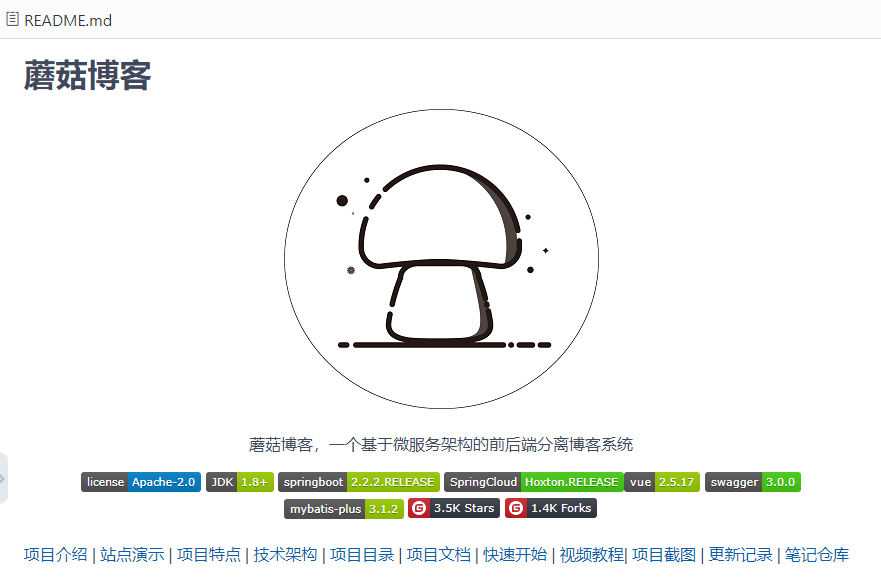 README.md
蘑菇博客
蘑菇博客，一个基于微服务架构的前后端分离博客系统
license Apache-2.0 JDK 1.8+ springboot 2.2.2.RELEASE SpringCloud Hoxton.RELEASE vue 2.5.17 swagger 3.0.0
mybatis-plus 3.1.2 G 3.5K Stars G 1.4K Forks
项目介绍 | 站点演示 | 项目特点 | 技术架构 | 项目目录 | 项目文档 | 快速开始 | 视频教程| 项目截图 | 更新记录 | 笔记仓库